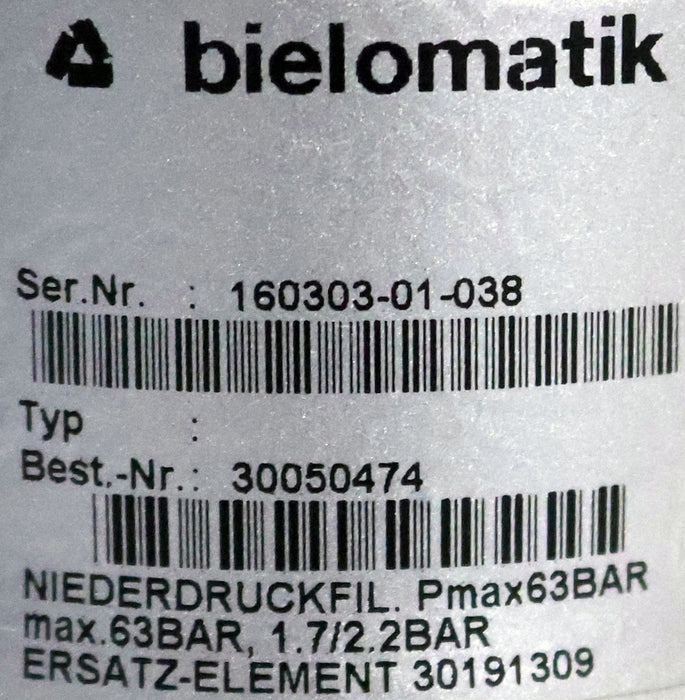 bielomatik
Ser.Nr. : 160303-01-038
Typ :
Best.-Nr.: 30050474
NIEDERDRUCKFIL. Pmax63BAR
max.63BAR, 1.7/2.2BAR
ERSATZ-ELEMENT 30191309